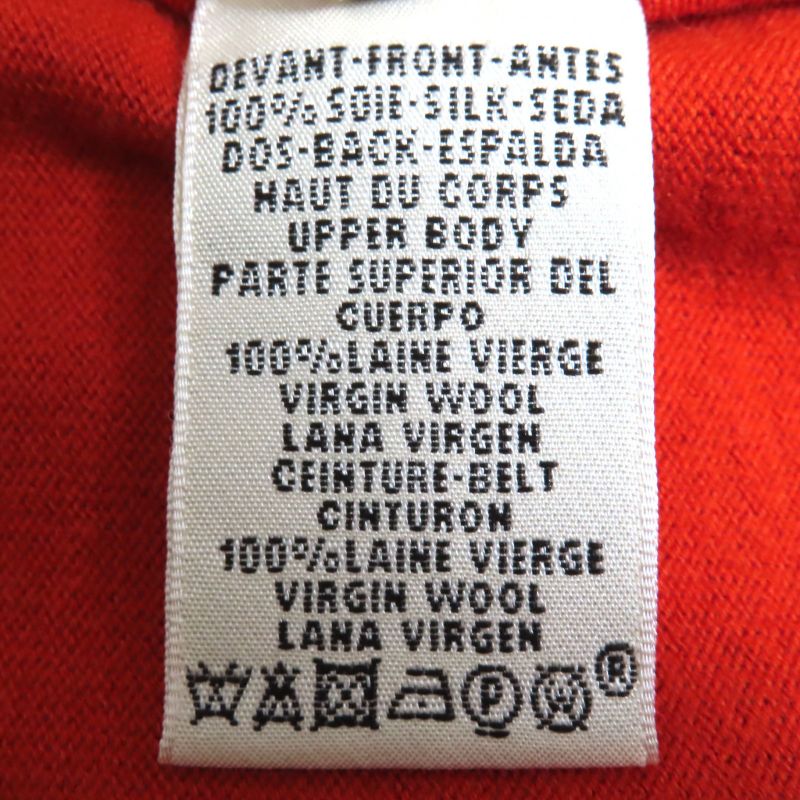 DEVANT-FRONT-ANTES
100%SOIE-SILK-SEDA
DOS-BACK-ESPALDA
HAUT DU CORPS
UPPER BODY
PARTE SUPERIOR DEL
CUERPO
100%LAINE VIERGE
VIRGIN WOOL
LANA VIRGEN
CEINTURE-BELT
CINTURON
100%LAINE VIERGE
VIRGIN WOOL
LANA VIRGEN
P W ®